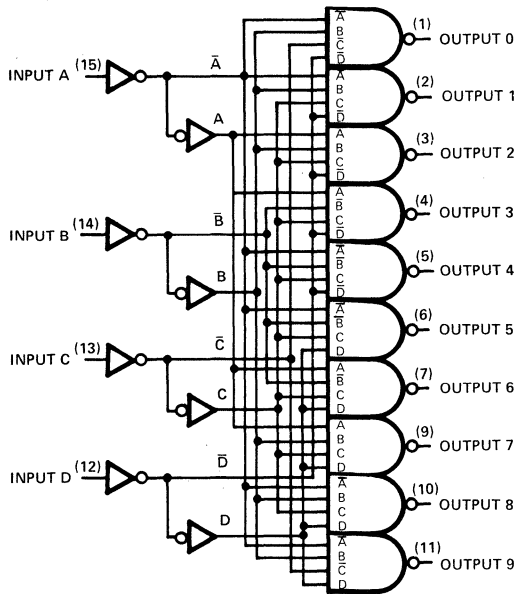 INPUT A (15)
A̅
A
INPUT B (14)
B̅
B
INPUT C (13)
C̅
C
INPUT D (12)
D̅
D
A̅
B
C̅
D̅
(1)
OUTPUT 0
A̅
B
C
D̅
(2)
OUTPUT 1
A
B
C
D̅
(3)
OUTPUT 2
A
B̅
C
D̅
(4)
OUTPUT 3
A̅
B̅
C
D̅
(5)
OUTPUT 4
A̅
B̅
C
D
(6)
OUTPUT 5
A
B̅
C
D
(7)
OUTPUT 6
A
B
C
D
(9)
OUTPUT 7
A̅
B
C
D
(10)
OUTPUT 8
A̅
B
C̅
D
(11)
OUTPUT 9